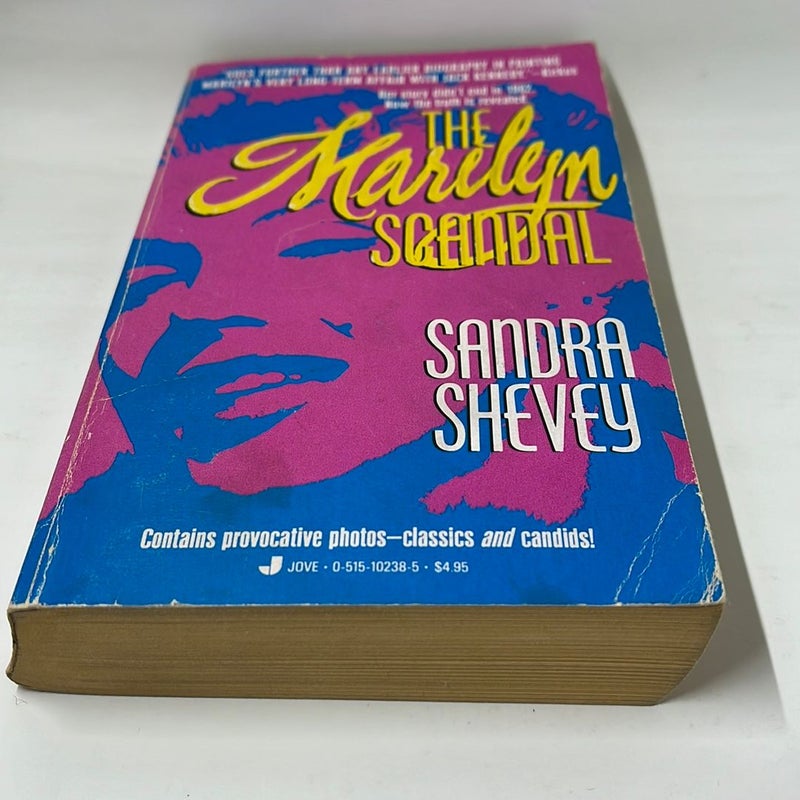 "GOES FURTHER THAN ANY EARLIER BIOGRAPHY IN PAINTING
MARILYN'S VERY LONG-TERM AFFAIR WITH JACK KENNEDY."—Kirkus
Her story didn't end in 1962.
Now the truth is revealed.
THE
Marilyn
SCANDAL
SANDRA
SHEVEY
Contains provocative photos—classics and candids!
JOVE • 0-515-10238-5 • $4.95